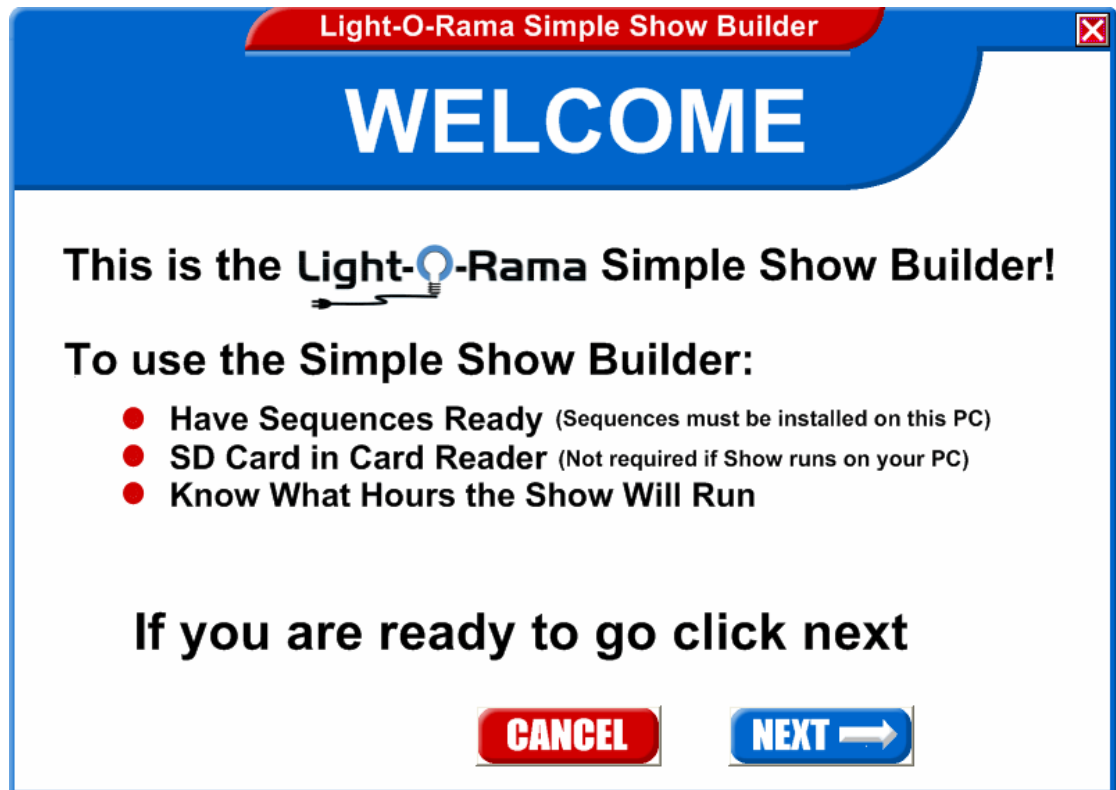 Light-O-Rama Simple Show Builder
WELCOME
This is the Light-O-Rama Simple Show Builder!
To use the Simple Show Builder:
Have Sequences Ready (Sequences must be installed on this PC)
SD Card in Card Reader (Not required if Show runs on your PC)
Know What Hours the Show Will Run
If you are ready to go click next
CANCEL NEXT